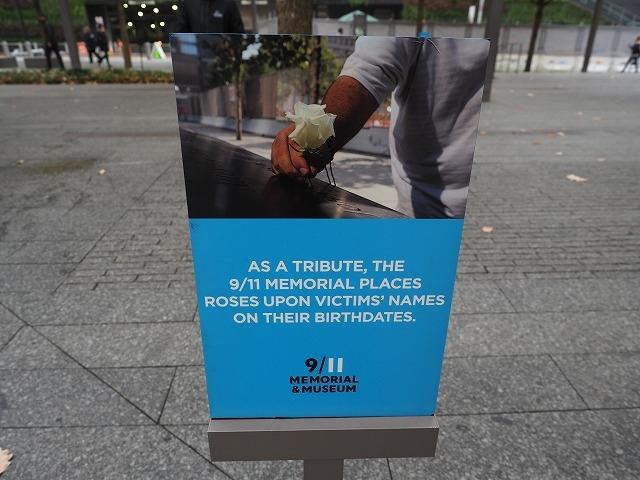 AS A TRIBUTE, THE
9/11 MEMORIAL PLACES
ROSES UPON VICTIMS' NAMES
ON THEIR BIRTHDATES.
9/11
MEMORIAL
& MUSEUM